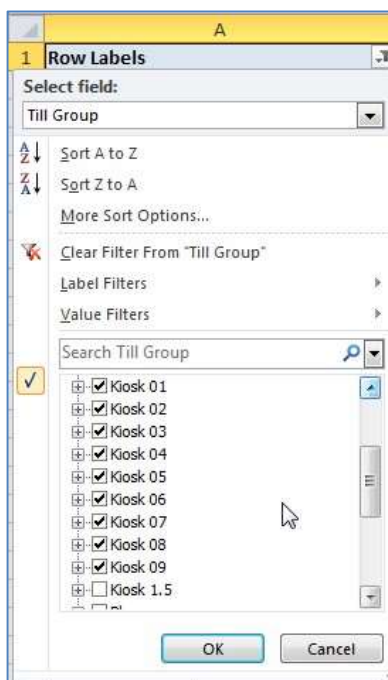 A
1 Row Labels
Select field:
Till Group
A Z Sort A to Z
Z A Sort Z to A
More Sort Options...
Clear Filter From "Till Group"
Label Filters
Value Filters
Search Till Group
Kiosk 01
Kiosk 02
Kiosk 03
Kiosk 04
Kiosk 05
Kiosk 06
Kiosk 07
Kiosk 08
Kiosk 09
Kiosk 1.5
OK Cancel